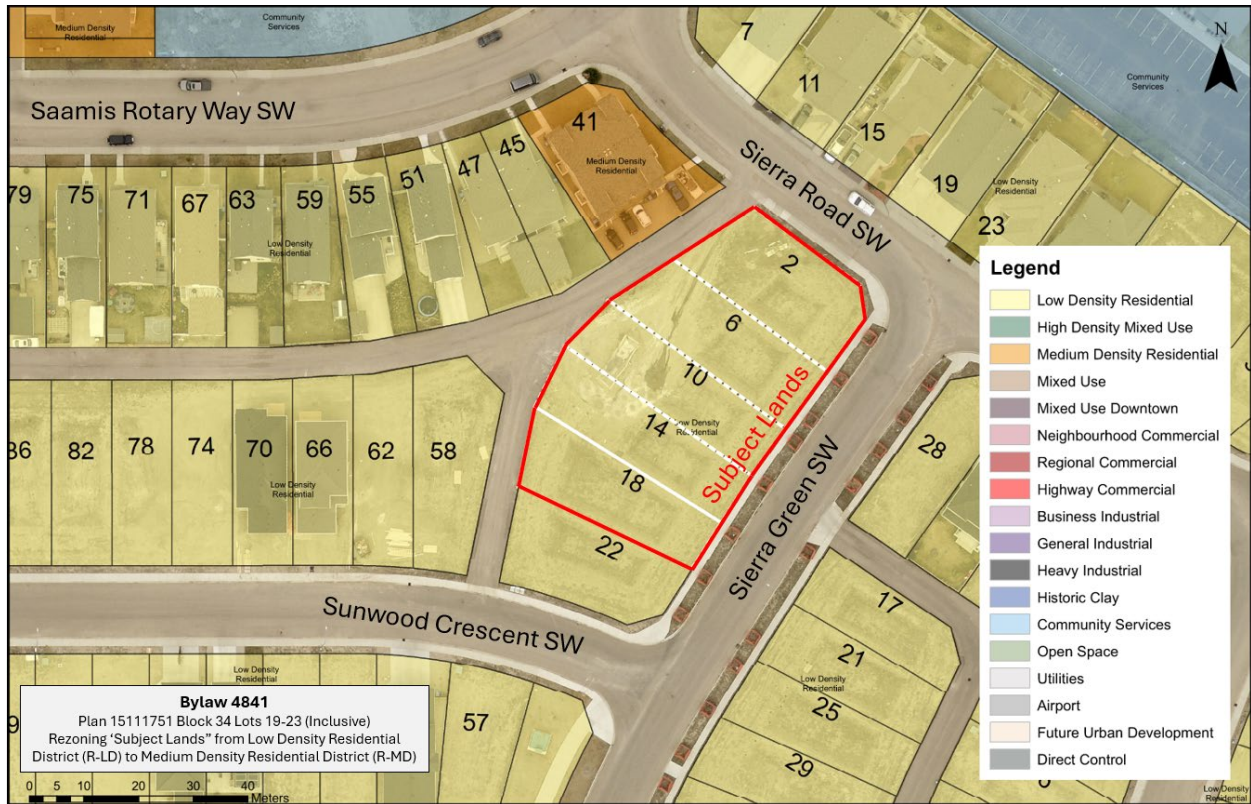 Medium Density
Residential
Community
Services
N
Saamis Rotary Way SW
7
11
15
19
23
Low Density
Residential
Community
Services
Sierra Road SW
41
Medium Density
Residential
79
75
71
67
63
59
55
51
47
45
Low Density
Residential
2
6
10
14
18
22
Low Density
Residential
Subject Lands
Sierra Green SW
86
82
78
74
70
66
62
58
Low Density
Residential
28
Sunwood Crescent SW
17
21
25
29
Low Density
Residential
Low Density
Residential
57
Legend
Low Density Residential
High Density Mixed Use
Medium Density Residential
Mixed Use
Mixed Use Downtown
Neighbourhood Commercial
Regional Commercial
Highway Commercial
Business Industrial
General Industrial
Heavy Industrial
Historic Clay
Community Services
Open Space
Utilities
Airport
Future Urban Development
Direct Control
Bylaw 4841
Plan 15111751 Block 34 Lots 19-23 (Inclusive)
Rezoning ‘Subject Lands” from Low Density Residential
District (R-LD) to Medium Density Residential District (R-MD)
0 5 10 20 30 40
Meters
Low Density
Residential